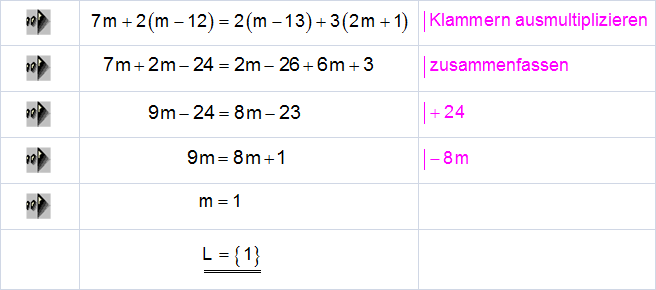 7m + 2(m − 12) = 2(m − 13) + 3(2m + 1) | Klammern ausmultiplizieren
7m + 2m − 24 = 2m − 26 + 6m + 3 | zusammenfassen
9m − 24 = 8m − 23 | + 24
9m = 8m + 1 | − 8m
m = 1
L = {1}